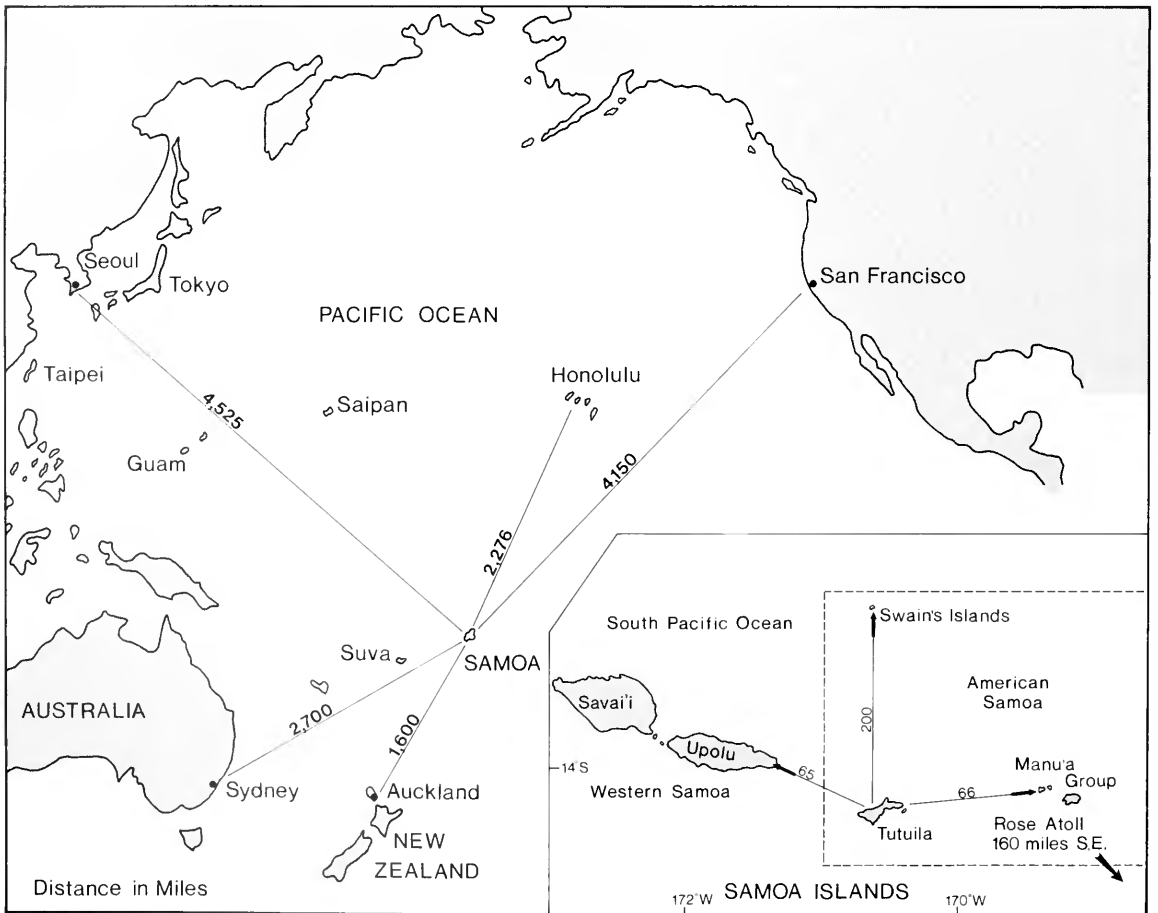 Seoul
Tokyo
San Francisco
PACIFIC OCEAN
Taipei
Honolulu
4,525
Saipan
Guam
4,150
2,276
Suva
SAMOA
AUSTRALIA
2,700
1,600
Sydney
Auckland
NEW
ZEALAND
Distance in Miles
South Pacific Ocean
Swain's Islands
Savai'i
American
Samoa
200
Upolu
14°S
65
Western Samoa
Manu'a
Group
66
Tutuila
Rose Atoll
160 miles S.E.
172°W
SAMOA ISLANDS
170°W